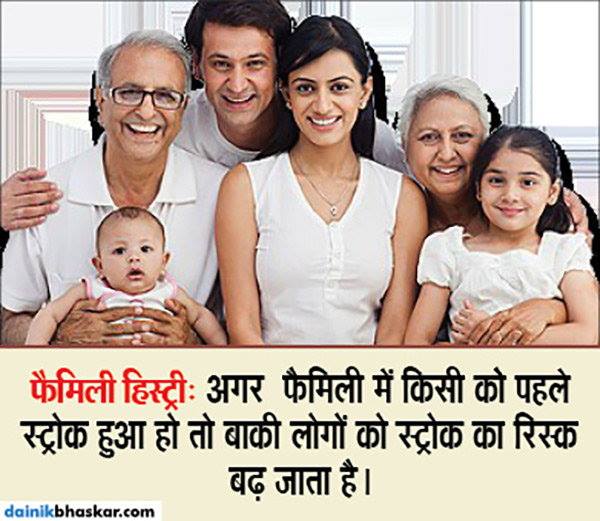 फैमिली हिस्ट्रीः अगर फैमिली में किसी को पहले
स्ट्रोक हुआ हो तो बाकी लोगों को स्ट्रोक का रिस्क
बढ़ जाता है।
dainikbhaskar.com